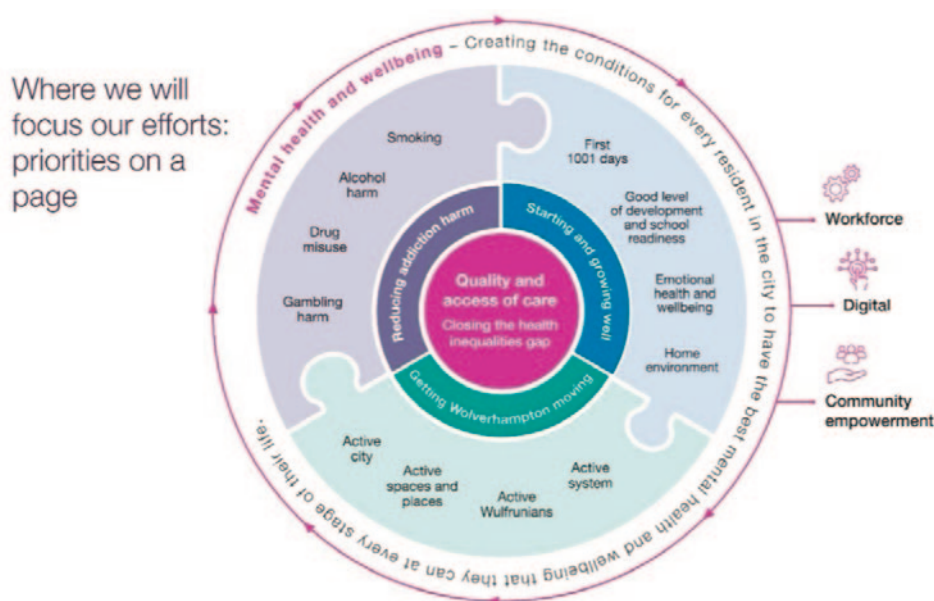 Where we will
focus our efforts:
priorities on a
page
Mental health and wellbeing – Creating the conditions for every resident in the city to have the best mental health and wellbeing that they can at every stage of their life.
Smoking
Alcohol
harm
Drug
misuse
Gambling
harm
Reducing addiction harm
First
1001 days
Good level
of development
and school
readiness
Emotional
health and
wellbeing
Home
environment
Starting and growing well
Quality and
access of care
Closing the health
inequalities gap
Getting Wolverhampton moving
Active
city
Active
spaces and
places
Active
Wulfrunians
Active
system
Workforce
Digital
Community
empowerment